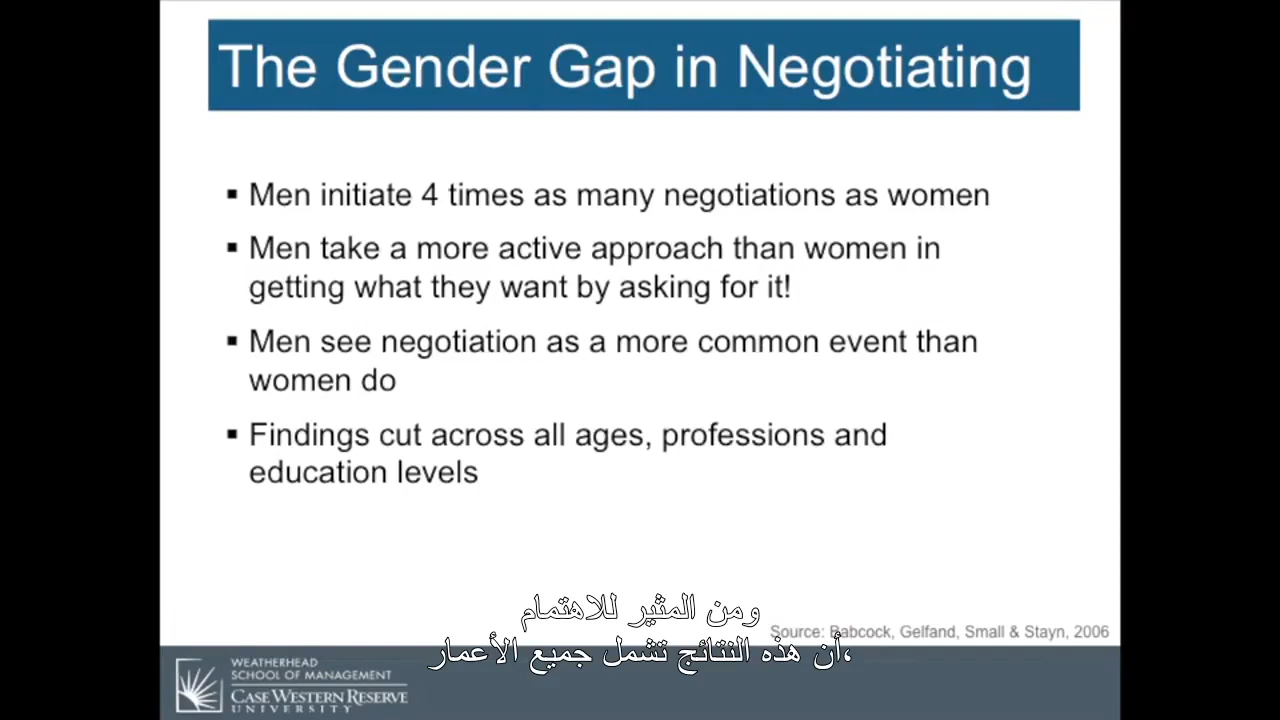 The Gender Gap in Negotiating
▪ Men initiate 4 times as many negotiations as women
▪ Men take a more active approach than women in
getting what they want by asking for it!
▪ Men see negotiation as a more common event than
women do
▪ Findings cut across all ages, professions and
education levels
ومن المثير للاهتمام
أن هذه النتائج تشمل جميع الأعمار،
Source: Babcock, Gelfand, Small & Stayn, 2006
WEATHERHEAD
SCHOOL OF MANAGEMENT
CASE WESTERN RESERVE
UNIVERSITY